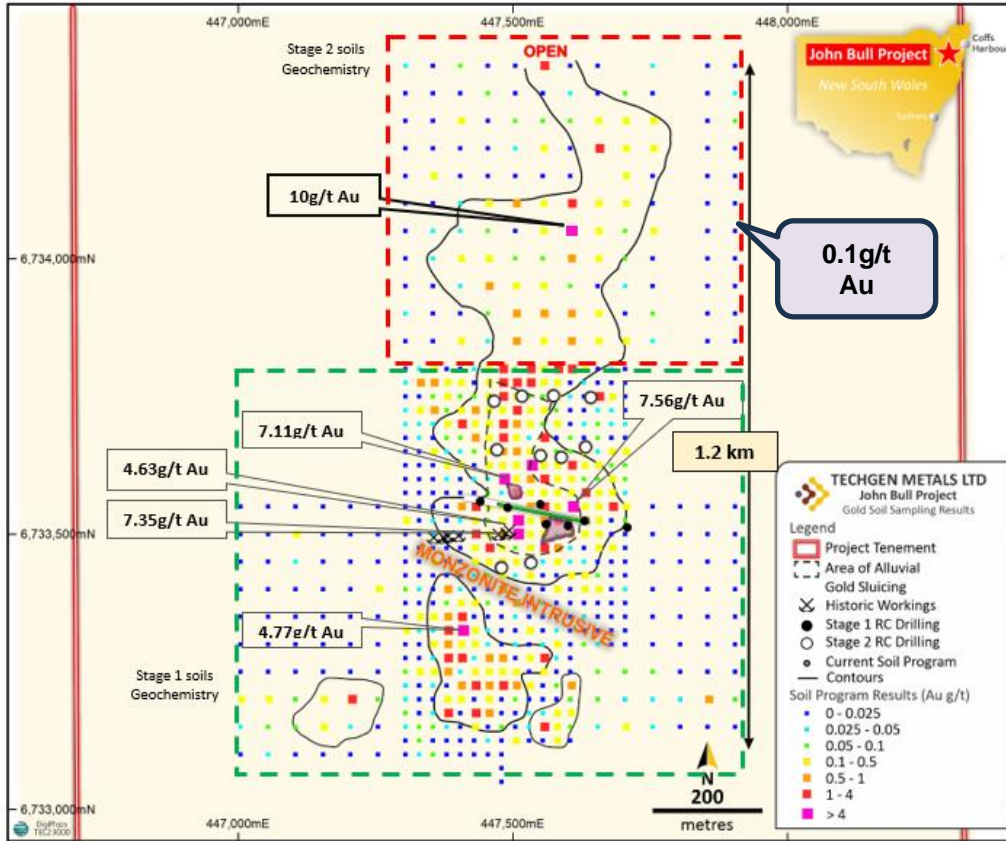 447,000mE
447,500mE
448,000mE
Stage 2 soils
Geochemistry
OPEN
John Bull Project
Coffs
Harbour
New South Wales
Sydney
10g/t Au
6,734,000mN
0.1g/t
Au
7.56g/t Au
7.11g/t Au
4.63g/t Au
7.35g/t Au
1.2 km
6,733,500mN
MONZONITE INTRUSIVE
4.77g/t Au
Stage 1 soils
Geochemistry
TECHGEN METALS LTD
John Bull Project
Gold Soil Sampling Results
Legend
Project Tenement
Area of Alluvial
Gold Sluicing
Historic Workings
Stage 1 RC Drilling
Stage 2 RC Drilling
Current Soil Program
Contours
Soil Program Results (Au g/t)
0 - 0.025
0.025 - 0.05
0.05 - 0.1
0.1 - 0.5
0.5 - 1
1 - 4
> 4
N
200
metres
6,733,000mN
DigMaps
TEC23000
447,000mE
447,500mE
448,000mE